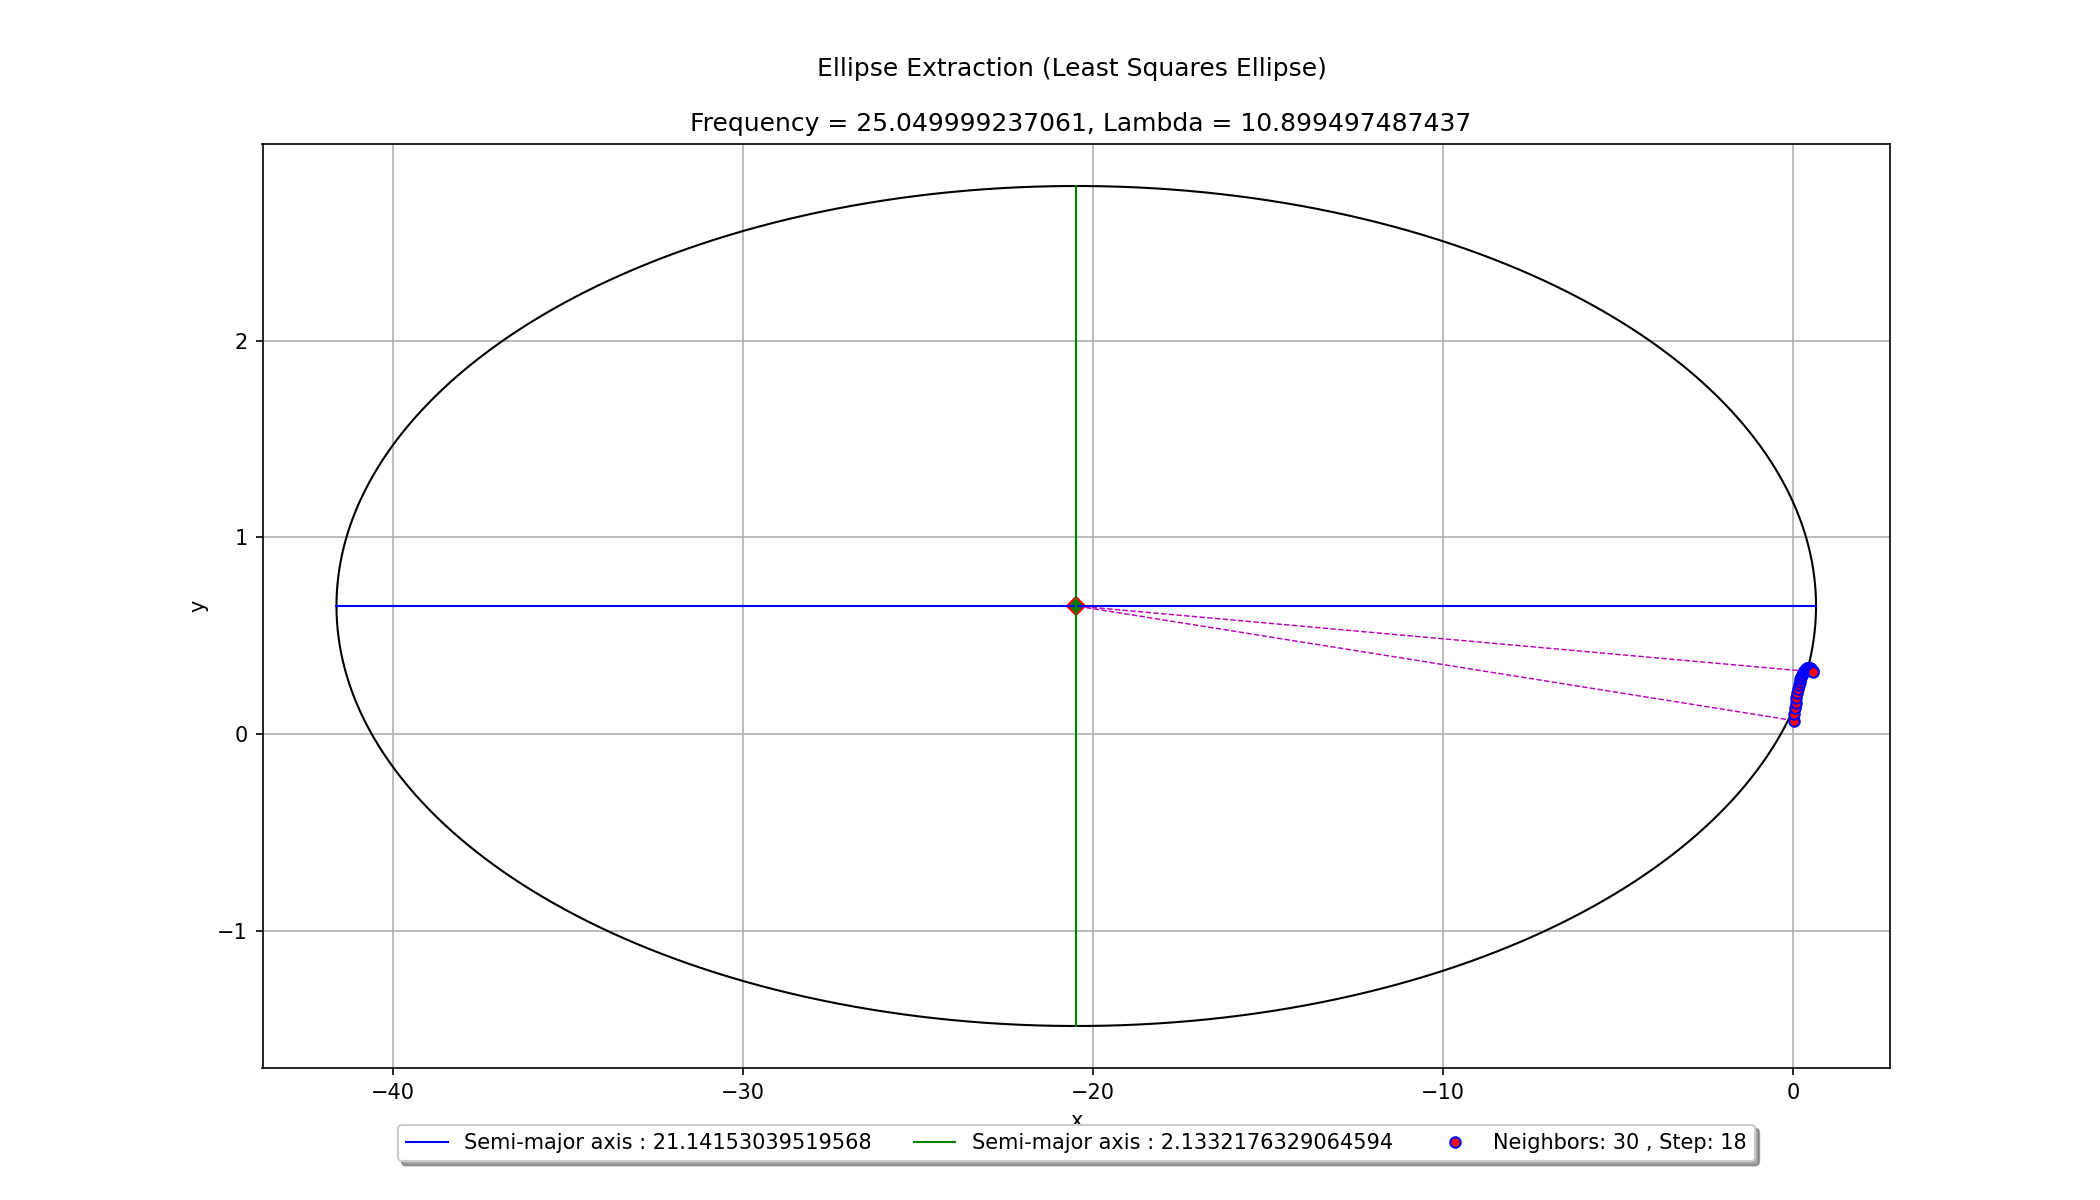 Ellipse Extraction (Least Squares Ellipse)
Frequency = 25.049999237061, Lambda = 10.899497487437
2
1
0
−1
y
−40 −30 −20 −10 0
x
Semi-major axis : 21.14153039519568 Semi-major axis : 2.1332176329064594 Neighbors: 30 , Step: 18